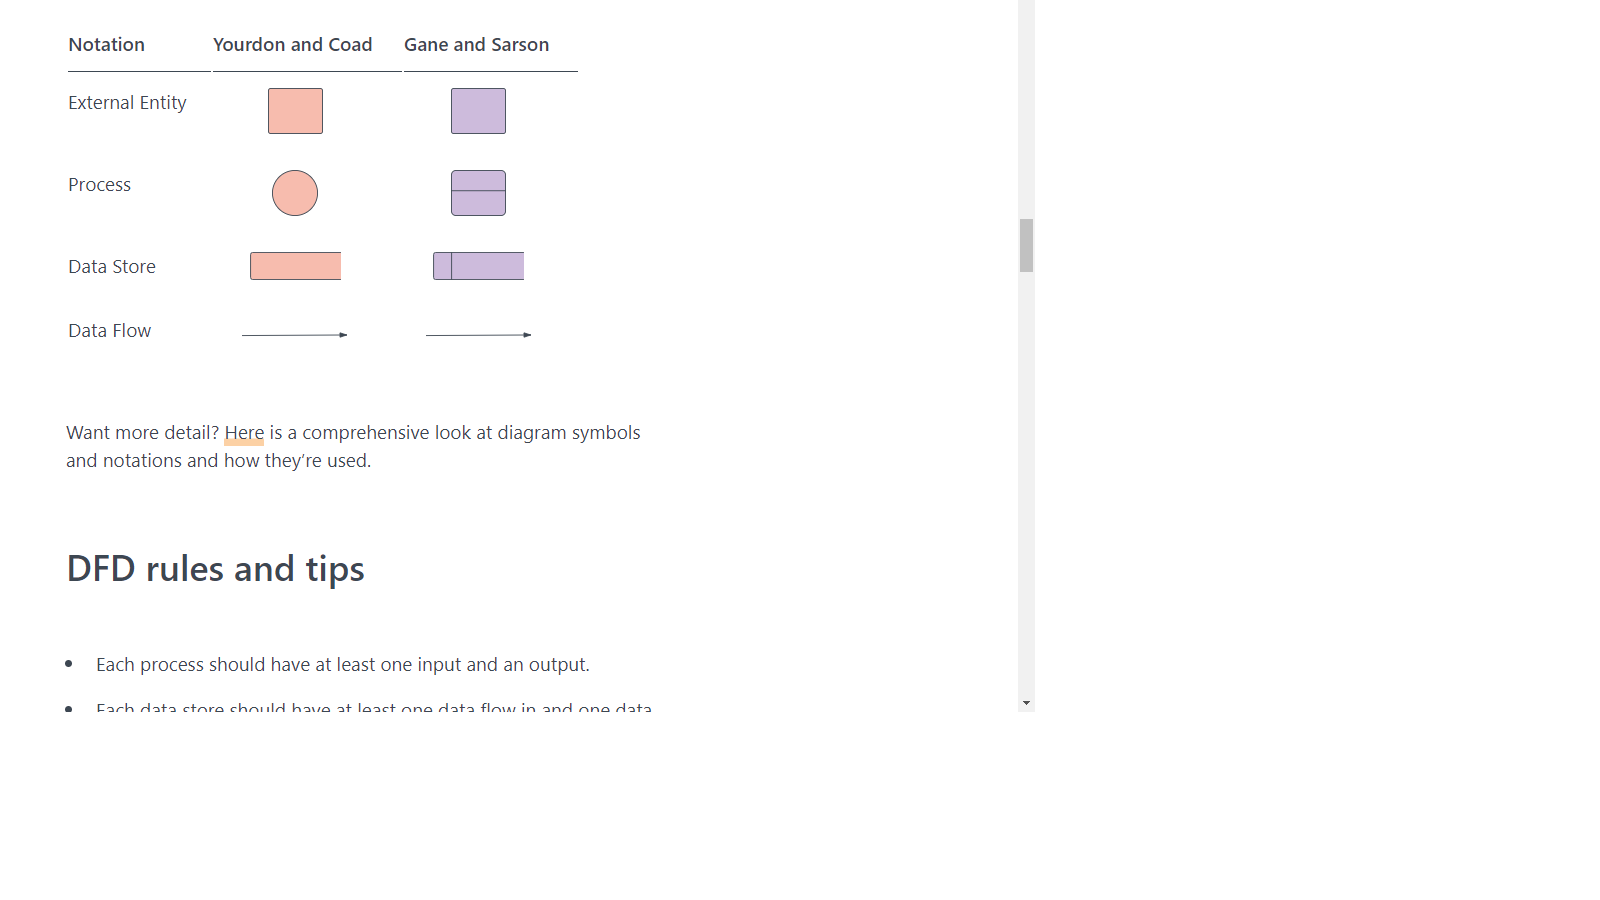 Notation Yourdon and Coad Gane and Sarson
External Entity
Process
Data Store
Data Flow
Want more detail? Here is a comprehensive look at diagram symbols
and notations and how they’re used.
DFD rules and tips
• Each process should have at least one input and an output.
• Each data store should have at least one data flow in and one data